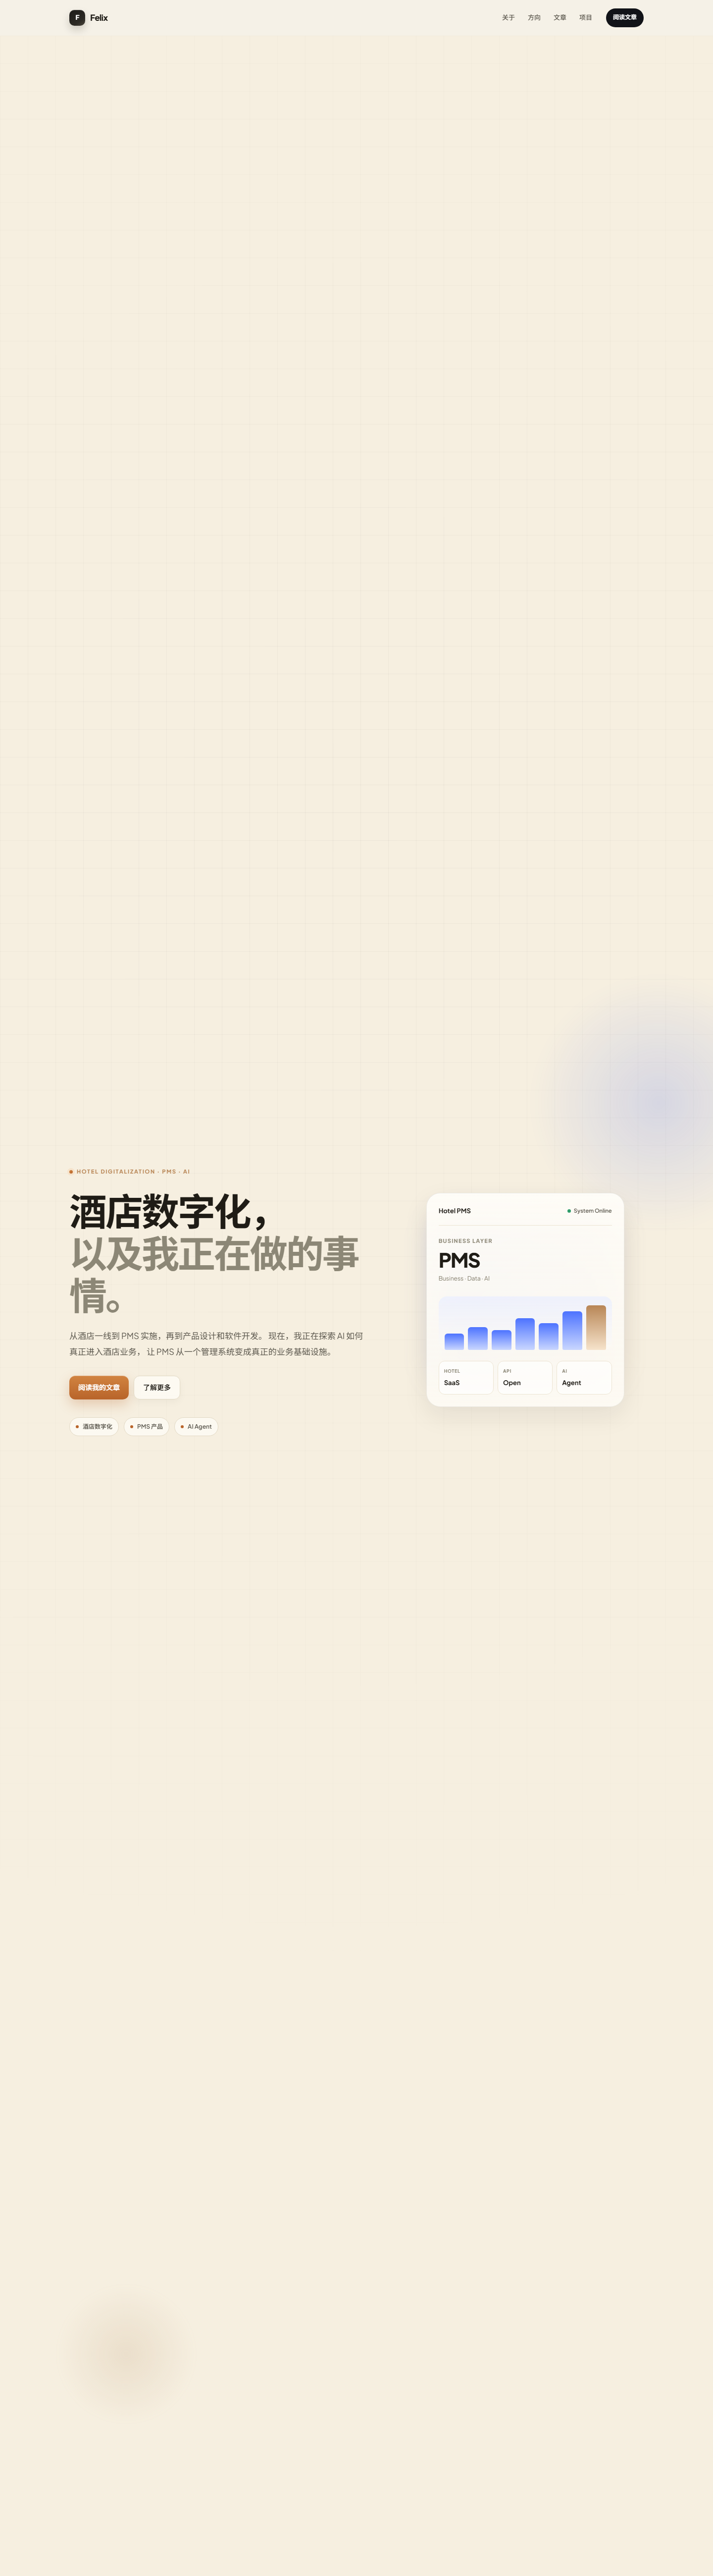 F
Felix
关于
方向
文章
项目
阅读文章
HOTEL DIGITALIZATION · PMS · AI
酒店数字化，
以及我正在做的事
情。
从酒店一线到 PMS 实施，再到产品设计和软件开发。 现在，我正在探索 AI 如何
真正进入酒店业务， 让 PMS 从一个管理系统变成真正的业务基础设施。
阅读我的文章
了解更多
酒店数字化
PMS 产品
AI Agent
Hotel PMS
System Online
BUSINESS LAYER
PMS
Business · Data · AI
HOTEL
SaaS
API
Open
AI
Agent